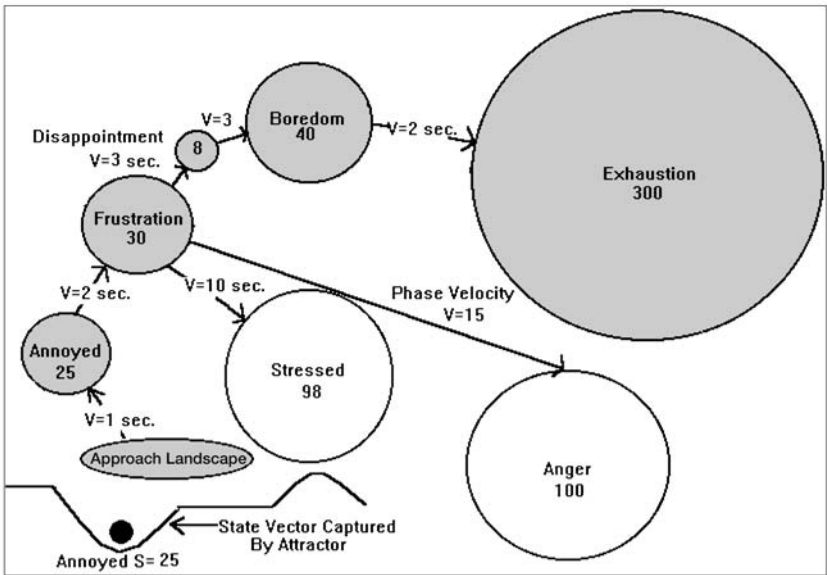 Boredom
40
V=3
Disappointment
8
V=3 sec.
V=2 sec.
Exhaustion
300
Frustration
30
V=2 sec.
V=10 sec.
Phase Velocity
V=15
Annoyed
25
Stressed
98
V=1 sec.
Approach Landscape
Anger
100
State Vector Captured
By Attractor
Annoyed S= 25